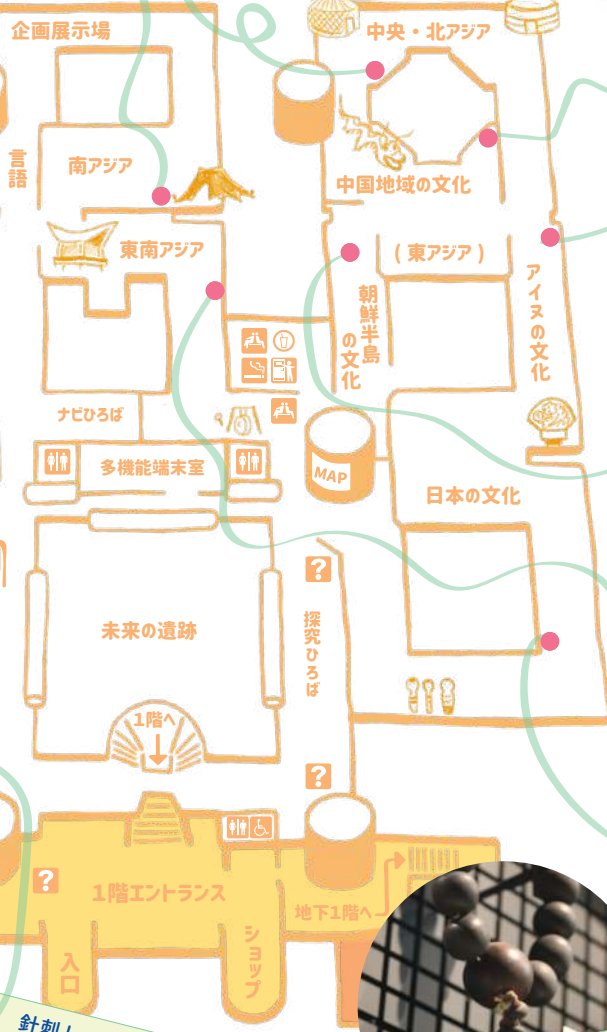 企画展示場
中央・北アジア
言語
南アジア
中国地域の文化
東南アジア
(東アジア)
アイヌの文化
朝鮮半島の文化
ナビひろば
多機能端末室
MAP
日本の文化
?
未来の遺跡
探究ひろば
1階へ
?
?
1階エントランス
地下1階へ
ショップ
入口